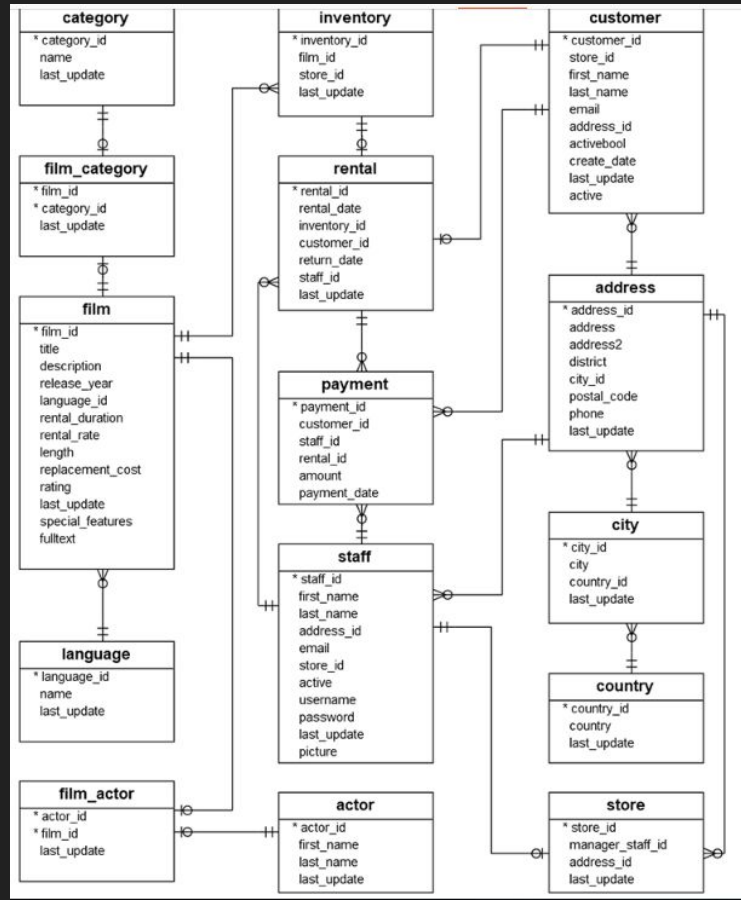 category
* category_id
name
last_update
inventory
* inventory_id
film_id
store_id
last_update
customer
* customer_id
store_id
first_name
last_name
email
address_id
activebool
create_date
last_update
active
film_category
* film_id
* category_id
last_update
rental
* rental_id
rental_date
inventory_id
customer_id
return_date
staff_id
last_update
address
* address_id
address
address2
district
city_id
postal_code
phone
last_update
film
* film_id
title
description
release_year
language_id
rental_duration
rental_rate
length
replacement_cost
rating
last_update
special_features
fulltext
payment
* payment_id
customer_id
staff_id
rental_id
amount
payment_date
city
* city_id
city
country_id
last_update
staff
* staff_id
first_name
last_name
address_id
email
store_id
active
username
password
last_update
picture
language
* language_id
name
last_update
country
* country_id
country
last_update
film_actor
* actor_id
* film_id
last_update
actor
* actor_id
first_name
last_name
last_update
store
* store_id
manager_staff_id
address_id
last_update